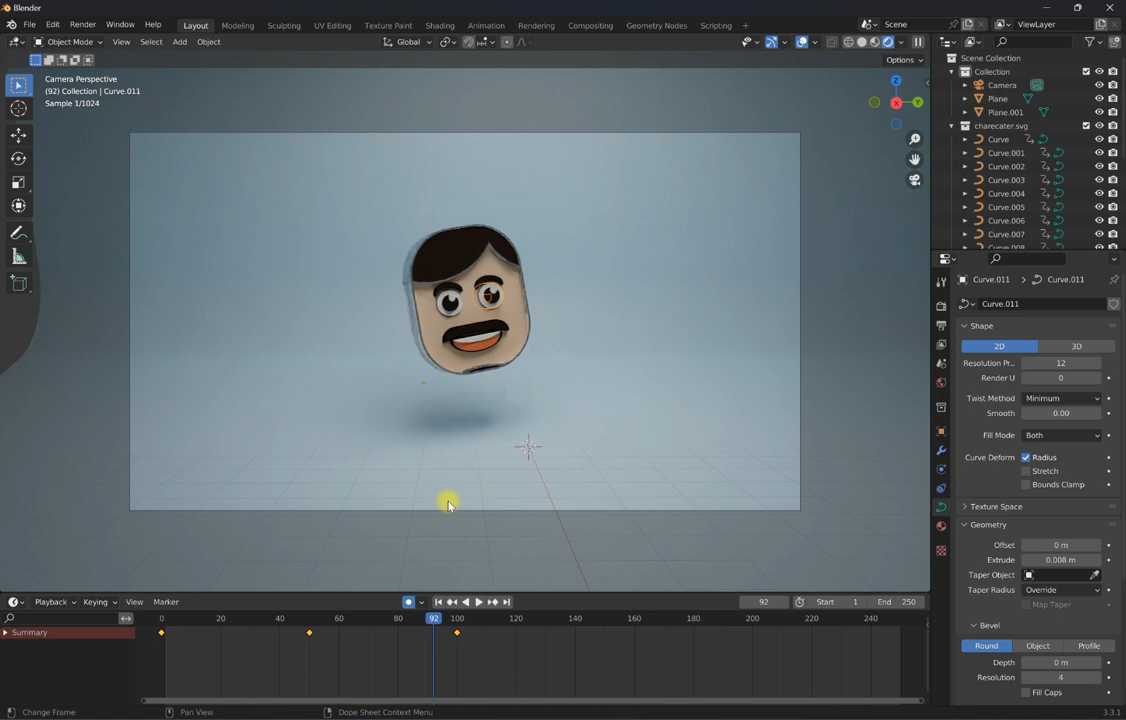 Blender
File Edit Render Window Help Layout Modeling Sculpting UV Editing Texture Paint Shading Animation Rendering Compositing Geometry Nodes Scripting + Scene ViewLayer
Object Mode View Select Add Object Global
Options
Camera Perspective
(92) Collection | Curve.011
Sample 1/1024
Z
Y
X
Scene Collection
Collection
Camera
Plane
Plane.001
charecater.svg
Curve
Curve.001
Curve.002
Curve.003
Curve.004
Curve.005
Curve.006
Curve.007
Curve.008
Curve.011 > Curve.011
Curve.011
Shape
2D 3D
Resolution Pr... 12
Render U 0
Twist Method Minimum
Smooth 0.00
Fill Mode Both
Curve Deform Radius
Stretch
Bounds Clamp
Texture Space
Geometry
Offset 0 m
Extrude 0.008 m
Taper Object
Taper Radius Override
Map Taper
Bevel
Round Object Profile
Depth 0 m
Resolution 4
Fill Caps
Playback Keying View Marker 92 Start 1 End 250
0 20 40 60 80 92 100 120 140 160 180 200 220 240
Summary
Change Frame Pan View Dope Sheet Context Menu 3.3.1